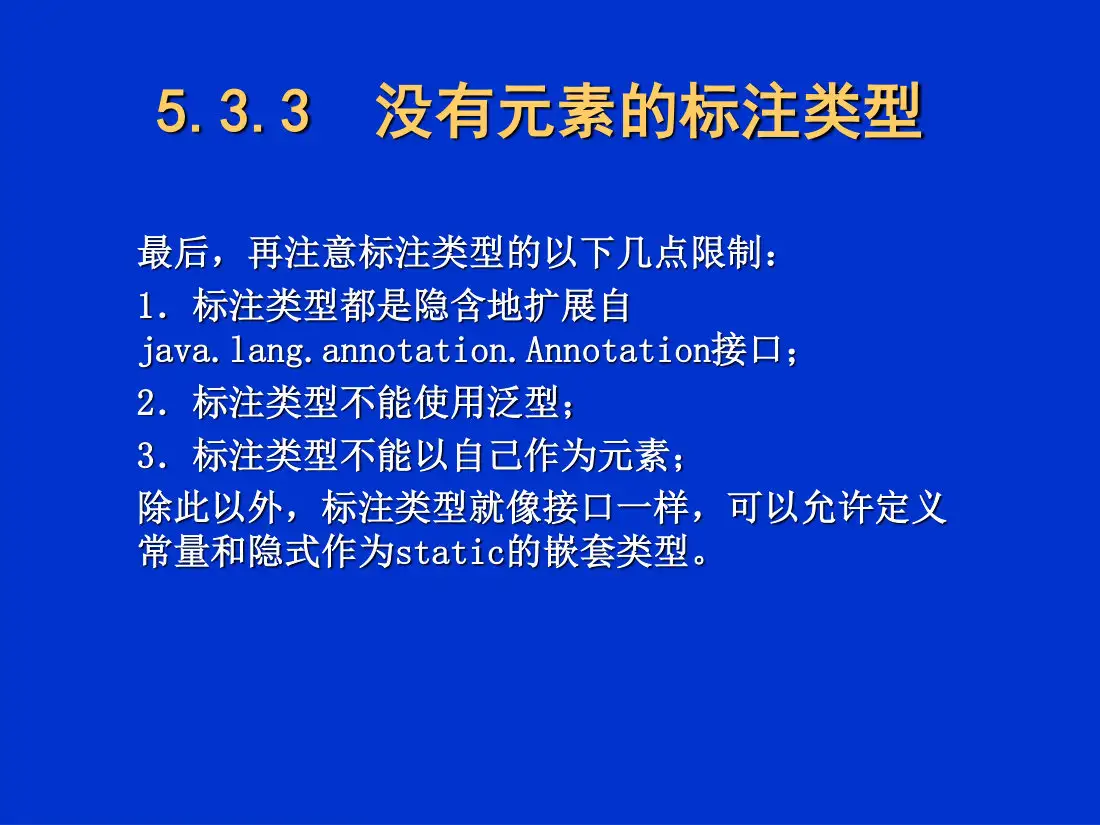 5.3.3　没有元素的标注类型
最后，再注意标注类型的以下几点限制：
1．标注类型都是隐含地扩展自
java.lang.annotation.Annotation接口；
2．标注类型不能使用泛型；
3．标注类型不能以自己作为元素；
除此以外，标注类型就像接口一样，可以允许定义
常量和隐式作为static的嵌套类型。